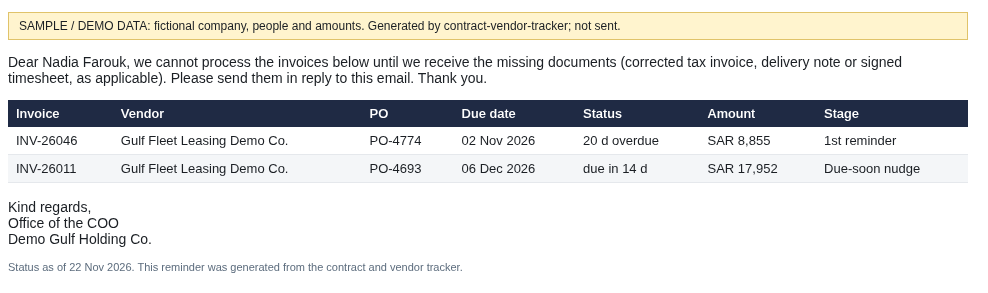 SAMPLE / DEMO DATA: fictional company, people and amounts. Generated by contract-vendor-tracker; not sent.
Dear Nadia Farouk, we cannot process the invoices below until we receive the missing documents (corrected tax invoice, delivery note or signed
timesheet, as applicable). Please send them in reply to this email. Thank you.
Invoice Vendor PO Due date Status Amount Stage
INV-26046 Gulf Fleet Leasing Demo Co. PO-4774 02 Nov 2026 20 d overdue SAR 8,855 1st reminder
INV-26011 Gulf Fleet Leasing Demo Co. PO-4693 06 Dec 2026 due in 14 d SAR 17,952 Due-soon nudge
Kind regards,
Office of the COO
Demo Gulf Holding Co.
Status as of 22 Nov 2026. This reminder was generated from the contract and vendor tracker.